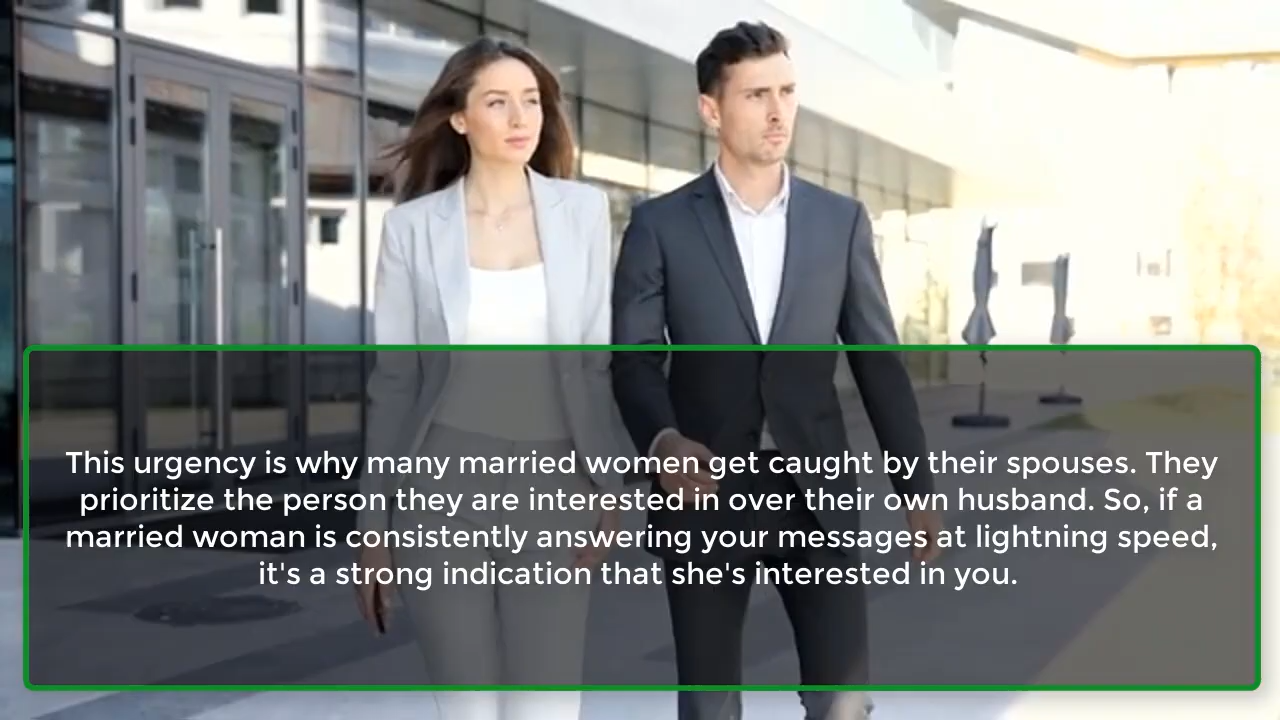 This urgency is why many married women get caught by their spouses. They
prioritize the person they are interested in over their own husband. So, if a
married woman is consistently answering your messages at lightning speed,
it's a strong indication that she's interested in you.